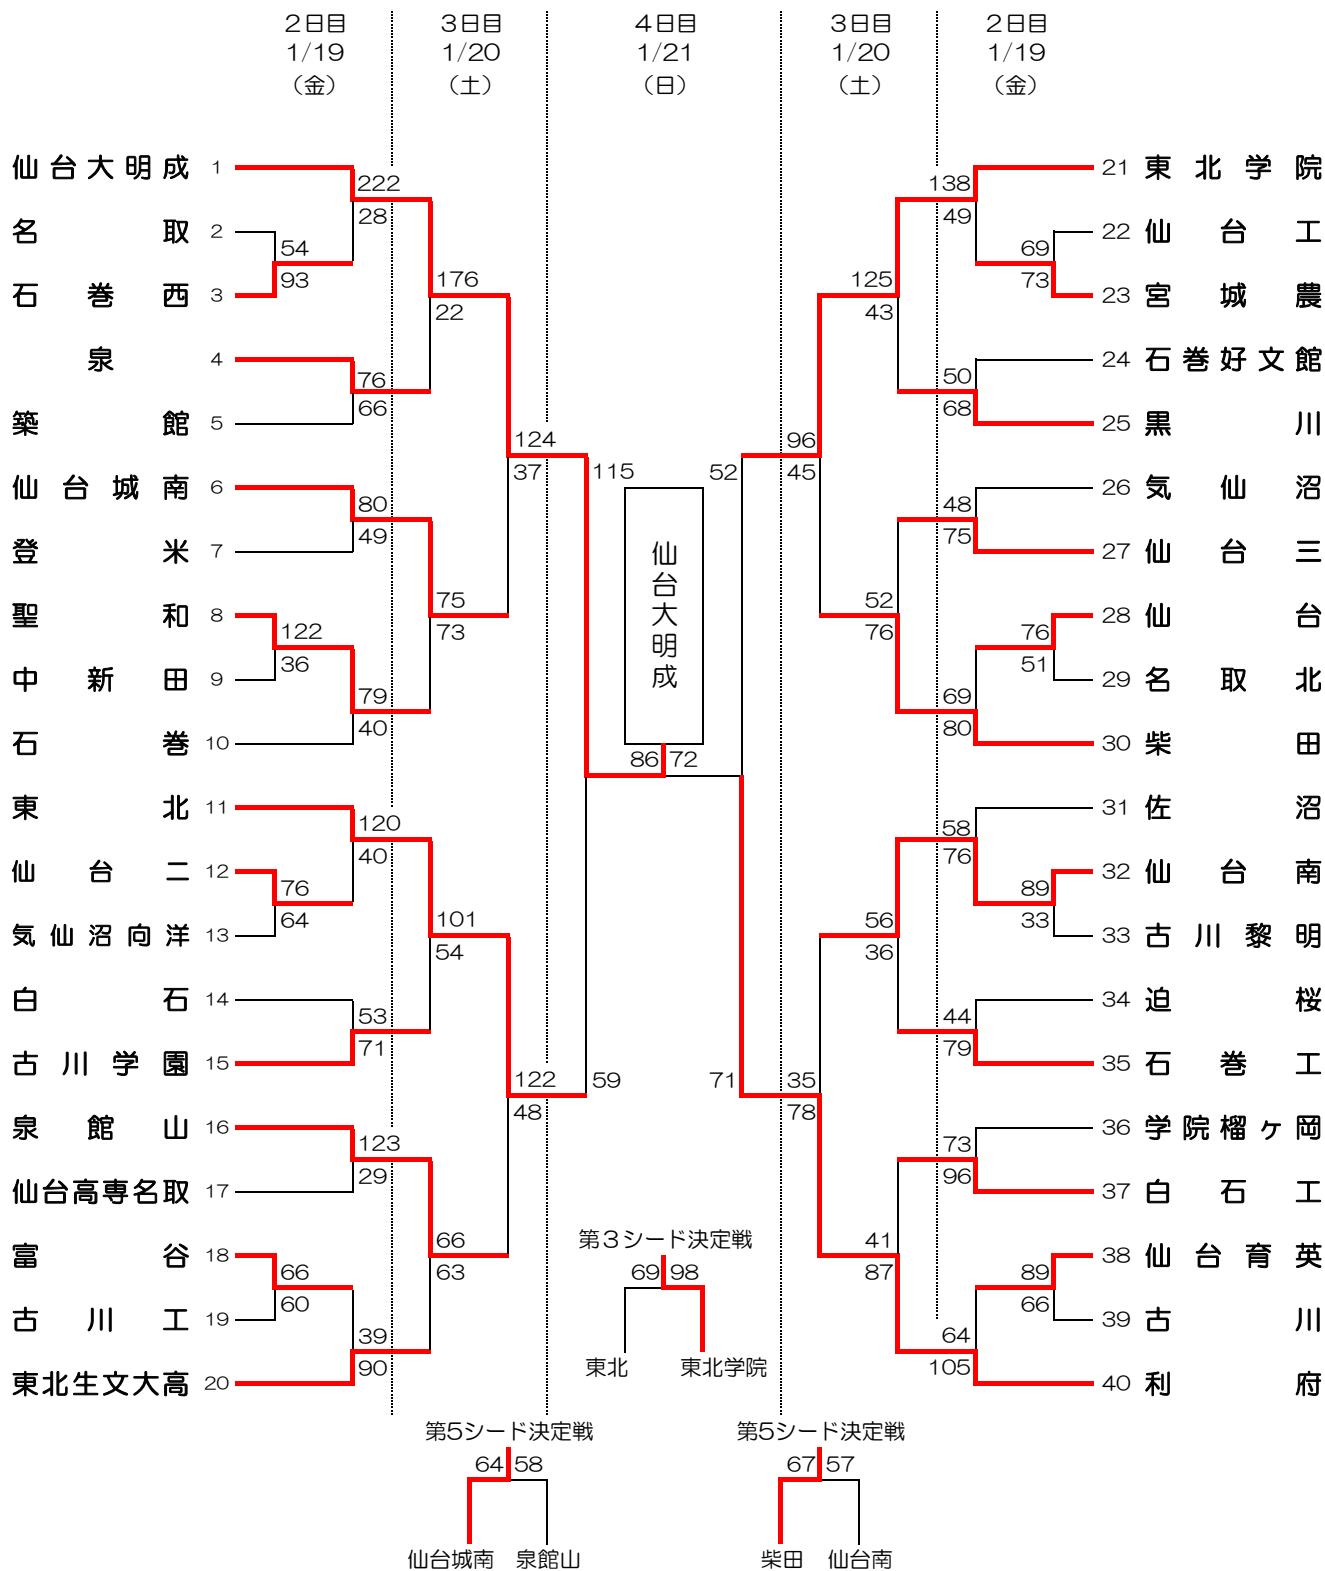 2日目 3日目 4日目 3日目 2日目
1/19 1/20 1/21 1/20 1/19
(金) (土) (日) (土) (金)
仙台大明成 1
名取 2
石巻西 3
泉 4
築館 5
仙台城南 6
登米 7
聖和 8
中新田 9
石巻 10
東北 11
仙台二 12
気仙沼向洋 13
白石 14
古川学園 15
泉館山 16
仙台高専名取 17
富谷 18
古川工 19
東北生文大高 20
222
28
54
93
76
66
80
49
122
36
79
40
120
40
76
64
53
71
123
29
66
60
39
90
176
22
75
73
101
54
66
63
124
37
122
48
115
59
仙台大明成
86 72
52
71
96
45
35
78
125
43
52
76
56
36
41
87
138
49
69
73
50
68
48
75
76
51
69
80
58
76
89
33
44
79
73
96
89
66
64
105
21 東北学院
22 仙台工
23 宮城農
24 石巻好文館
25 黒川
26 気仙沼
27 仙台三
28 仙台
29 名取北
30 柴田
31 佐沼
32 仙台南
33 古川黎明
34 迫桜
35 石巻工
36 学院榴ヶ岡
37 白石工
38 仙台育英
39 古川
40 利府
第3シード決定戦
69 98
東北 東北学院
第5シード決定戦
64 58
仙台城南 泉館山
第5シード決定戦
67 57
柴田 仙台南